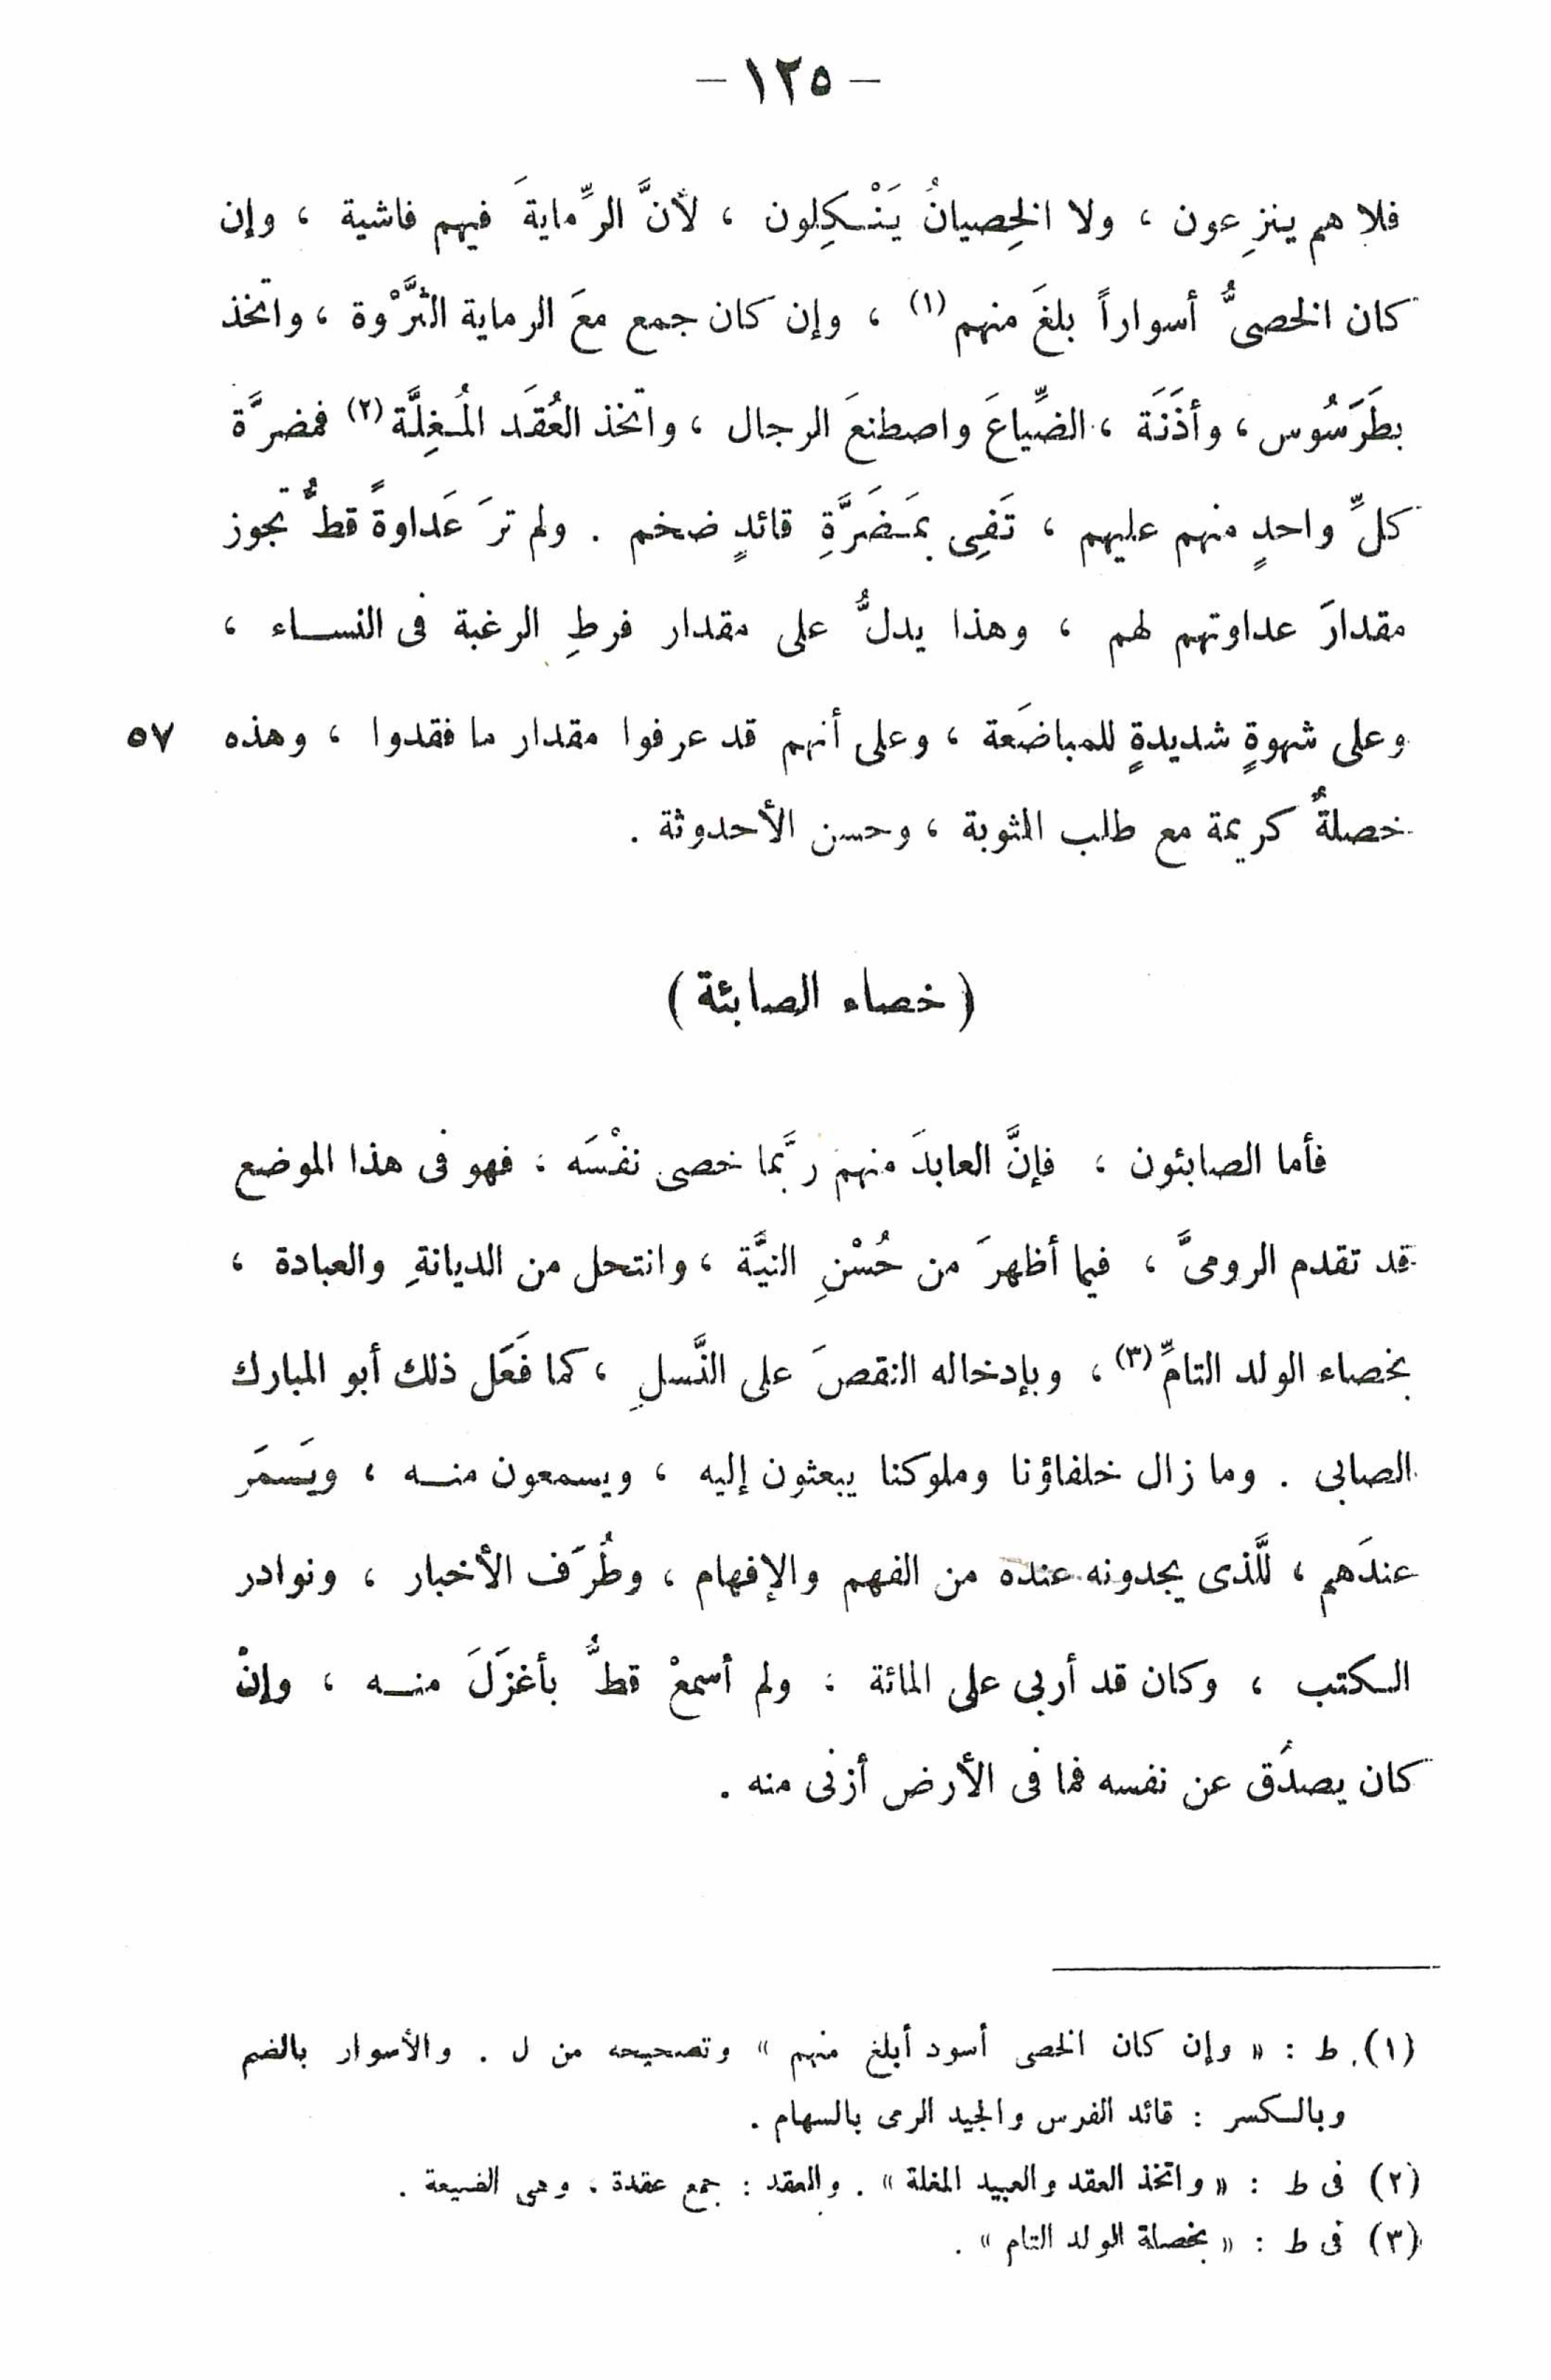 — ١٢٥ —
فلا هم ينزِعون ، ولا الخِصيانُ يَنْكِلون ، لأنَّ الرِّمايةَ فيهم فاشية ، وإن
كان الخصىُّ أسواراً بلغَ منهم (١) ، وإن كان جمع معَ الرماية الثَّرْوة ، واتخذ
بطَرَسُوس ، وأذَنَة ، الضِّياعَ واصطنعَ الرجال ، واتخذ العُقَد المُغِلَّة (٢) فمضرَّة
كلِّ واحدٍ منهم عليهم ، تَفِى بمَضَرَّةِ قائدٍ ضخم . ولم ترَ عَداوةً قطُّ تجوز
مقدارَ عداوتهم لهم ، وهذا يدلُّ على مقدار فرطِ الرغبة فى النساء ،
وعلى شهوةٍ شديدةٍ للمباضَعة ، وعلى أنهم قد عرفوا مقدار ما فقدوا ، وهذه ٥٧
خصلةٌ كريمة مع طلب المثوبة ، وحسن الأحدوثة .
( خصاء الصابئة )
فأما الصابئون ، فإنَّ العابدَ منهم ربَّما خصى نفْسَه ؛ فهو فى هذا الموضع
قد تقدم الرومىَّ ، فيما أظهرَ من حُسْنِ النيَّة ، وانتحل من الديانةِ والعبادة ،
بخصاء الولد التامِّ (٣) ، وبإدخاله النقصَ على النَّسلِ ، كما فَعَل ذلك أبو المبارك
الصابى . وما زال خلفاؤنا وملوكنا يبعثون إليه ، ويسمعون منه ، ويَسمَر
عندَهم ، للَّذى يجدونه عنده من الفهم والإفهام ، وطُرَف الأخبار ، ونوادر
الكتب ، وكان قد أربى على المائة ؛ ولم أسمعْ قطُّ بأغزَلَ منه ، وإنْ
كان يصدُق عن نفسه فما فى الأرض أزنى منه .
(١) ط : « وإن كان الخصى أسود أبلغ منهم » وتصحيحه من ل . والأسوار بالضم
وبالكسر : قائد الفرس والجيد الرمى بالسهام .
(٢) فى ط : « واتخذ العقد والعبيد المغلة » . والعقد : جمع عقدة ، وهى الضيعة .
(٣) فى ط : « بخصلة الولد التام » .